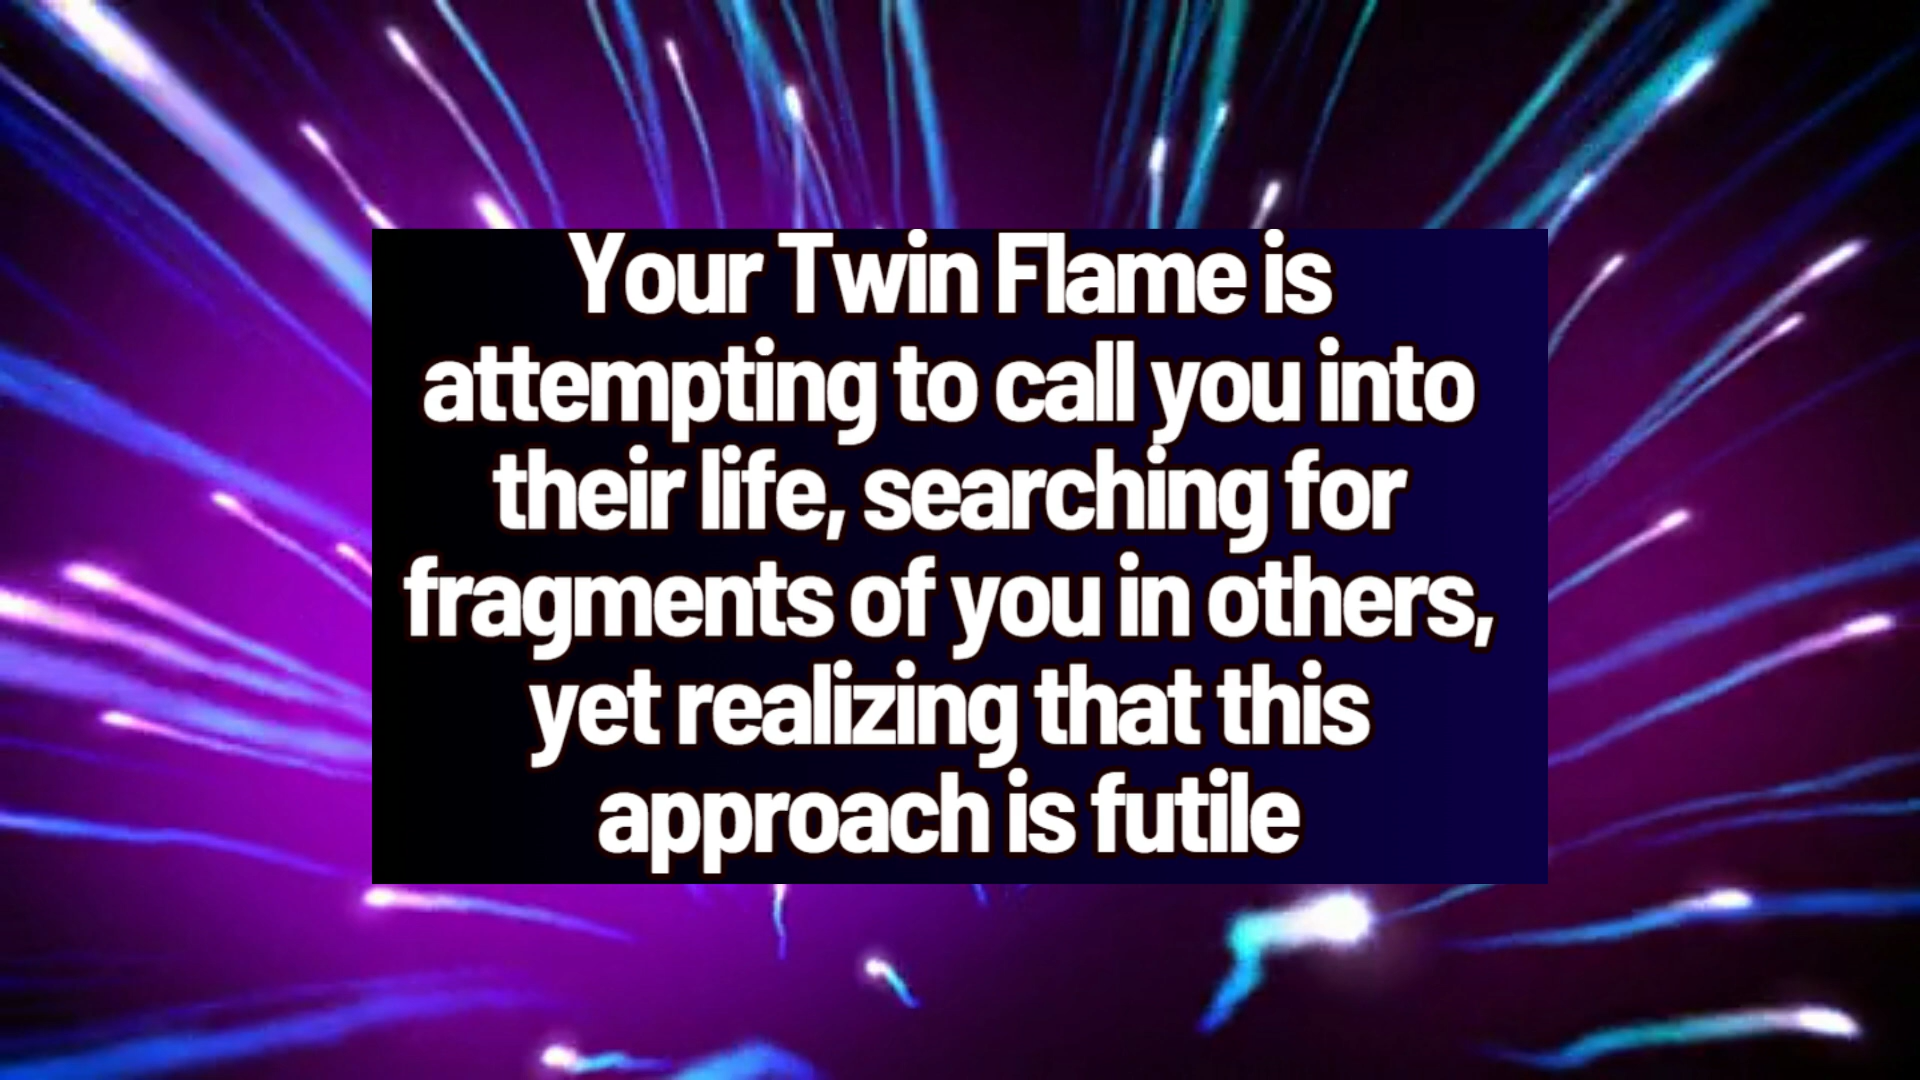 Your Twin Flame is
attempting to call you into
their life, searching for
fragments of you in others,
yet realizing that this
approach is futile